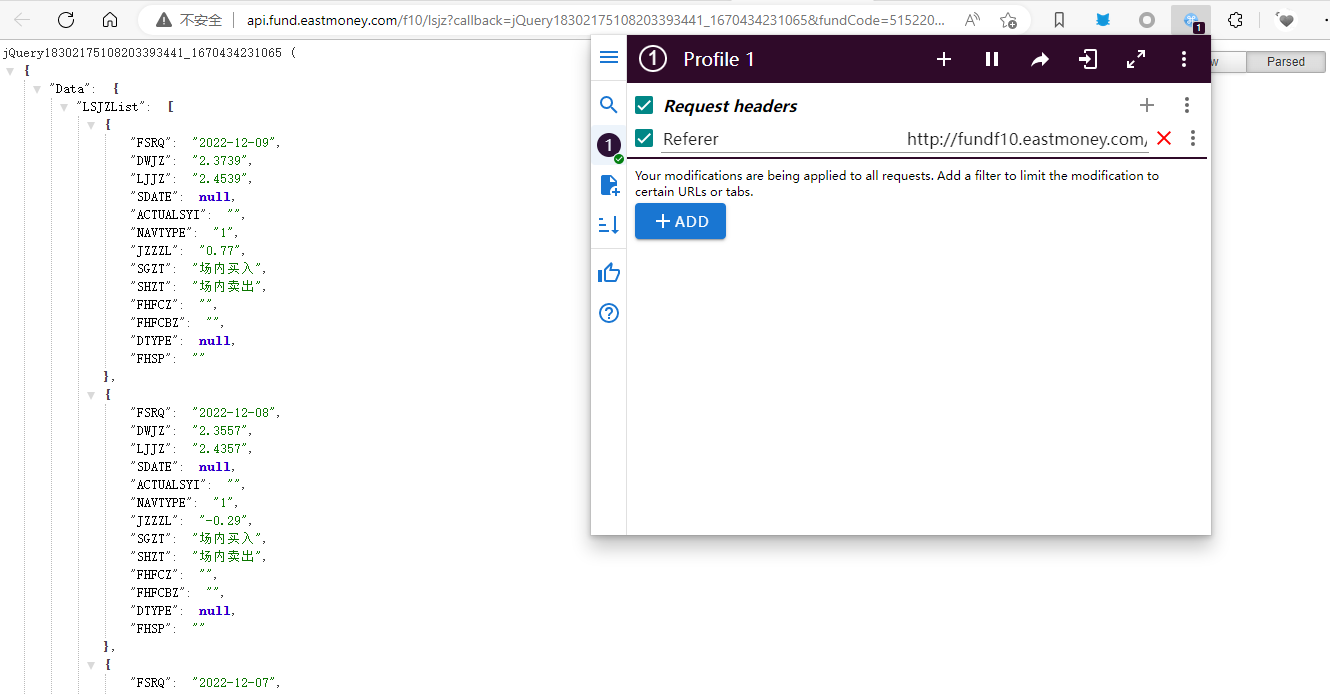 不安全 api.fund.eastmoney.com/f10/lsjz?callback=jQuery18302175108203393441_1670434231065&fundCode=515220...
jQuery18302175108203393441_1670434231065 (
{
"Data": {
"LSJZList": [
{
"FSRQ": "2022-12-09",
"DWJZ": "2.3739",
"LJJZ": "2.4539",
"SDATE": null,
"ACTUALSYI": "",
"NAVTYPE": "1",
"JZZZL": "0.77",
"SGZT": "场内买入",
"SHZT": "场内卖出",
"FHFCZ": "",
"FHFCBZ": "",
"DTYPE": null,
"FHSP": ""
},
{
"FSRQ": "2022-12-08",
"DWJZ": "2.3557",
"LJJZ": "2.4357",
"SDATE": null,
"ACTUALSYI": "",
"NAVTYPE": "1",
"JZZZL": "-0.29",
"SGZT": "场内买入",
"SHZT": "场内卖出",
"FHFCZ": "",
"FHFCBZ": "",
"DTYPE": null,
"FHSP": ""
},
{
"FSRQ": "2022-12-07",
1
Parsed
1 Profile 1
Request headers
1
Referer http://fundf10.eastmoney.com/
Your modifications are being applied to all requests. Add a filter to limit the modification to
certain URLs or tabs.
+ ADD